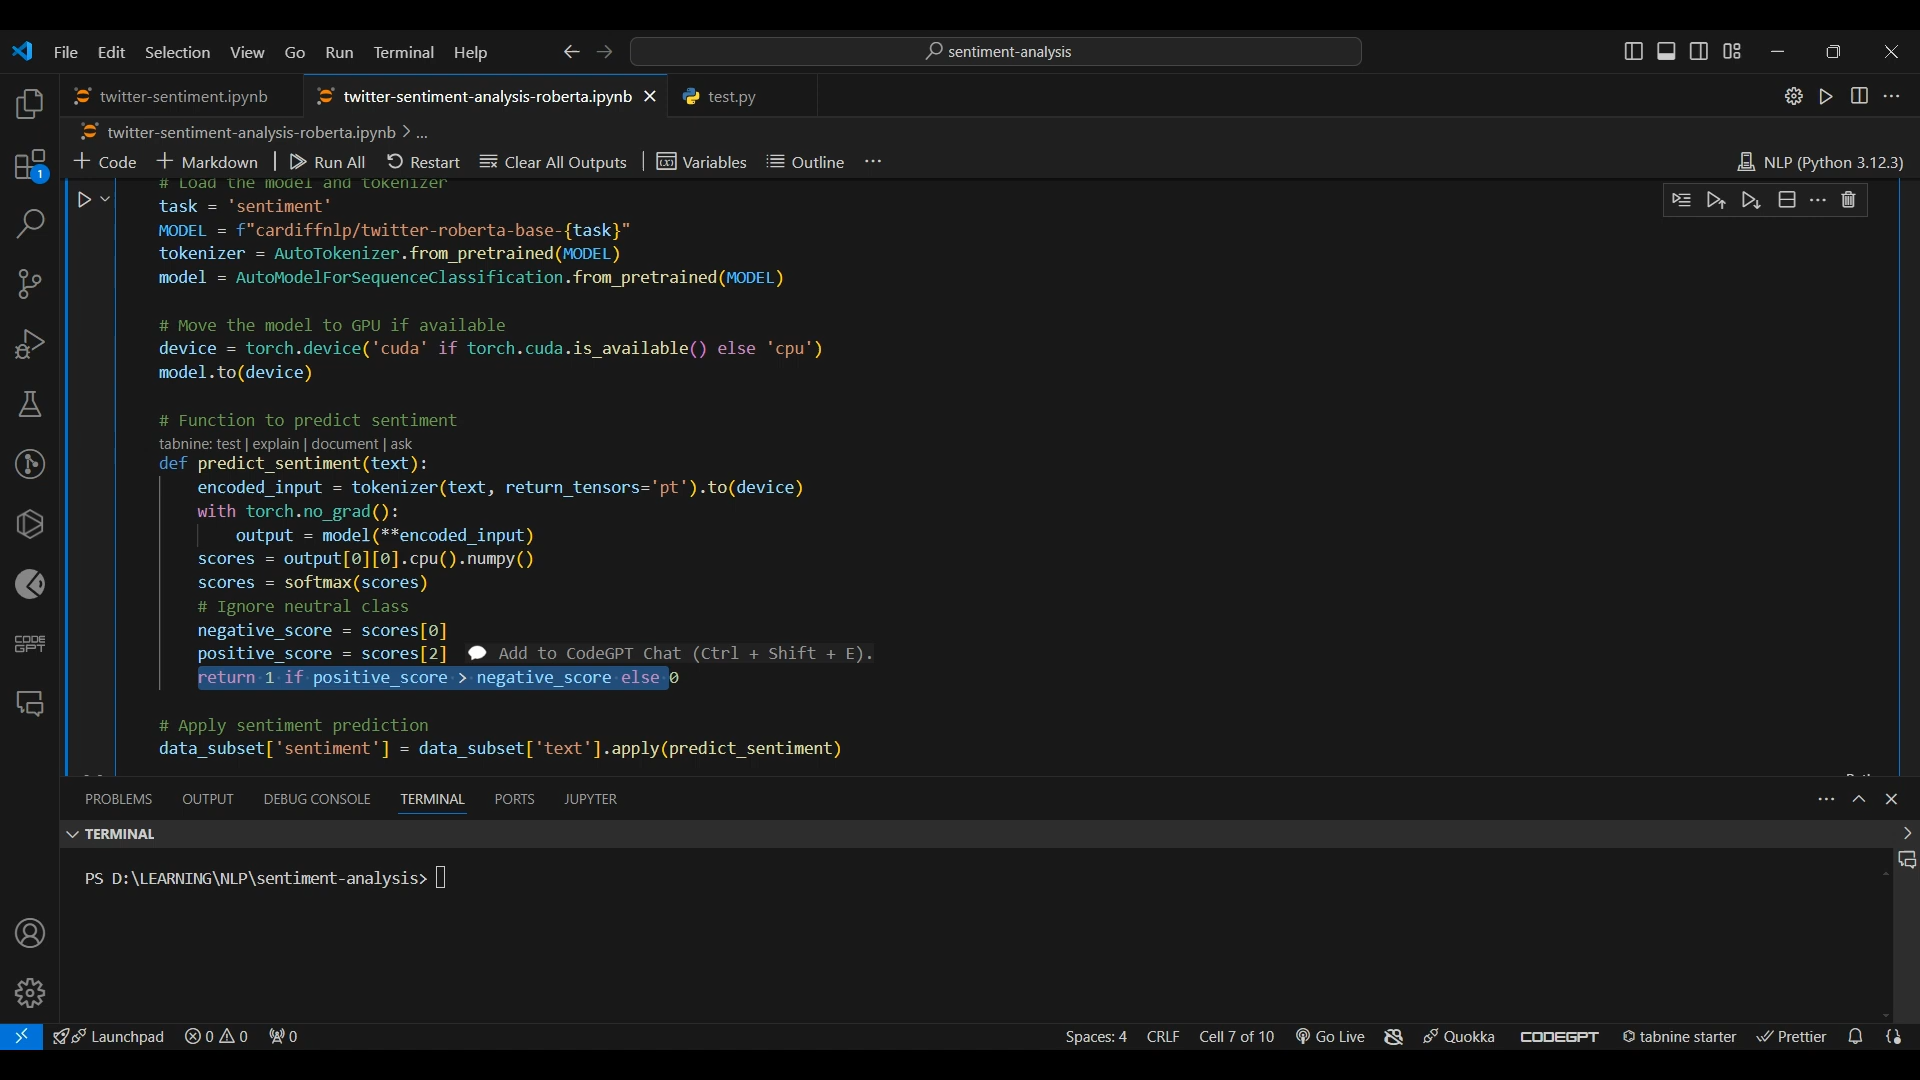 File Edit Selection View Go Run Terminal Help sentiment-analysis
twitter-sentiment.ipynb twitter-sentiment-analysis-roberta.ipynb test.py
twitter-sentiment-analysis-roberta.ipynb > ...
+ Code + Markdown Run All Restart Clear All Outputs Variables Outline ... NLP (Python 3.12.3)
1
# Load the model and tokenizer
task = 'sentiment'
MODEL = f"cardiffnlp/twitter-roberta-base-{task}"
tokenizer = AutoTokenizer.from_pretrained(MODEL)
model = AutoModelForSequenceClassification.from_pretrained(MODEL)
# Move the model to GPU if available
device = torch.device('cuda' if torch.cuda.is_available() else 'cpu')
model.to(device)
# Function to predict sentiment
tabnine: test | explain | document | ask
def predict_sentiment(text):
encoded_input = tokenizer(text, return_tensors='pt').to(device)
with torch.no_grad():
output = model(**encoded_input)
scores = output[0][0].cpu().numpy()
scores = softmax(scores)
# Ignore neutral class
negative_score = scores[0]
CODE GPT
positive_score = scores[2] Add to CodeGPT Chat (Ctrl + Shift + E).
return 1 if positive_score > negative_score else 0
# Apply sentiment prediction
data_subset['sentiment'] = data_subset['text'].apply(predict_sentiment)
PROBLEMS OUTPUT DEBUG CONSOLE TERMINAL PORTS JUPYTER
TERMINAL
PS D:\LEARNING\NLP\sentiment-analysis>
Launchpad 0 0 0 Spaces: 4 CRLF Cell 7 of 10 Go Live Quokka CODEGPT tabnine starter Prettier